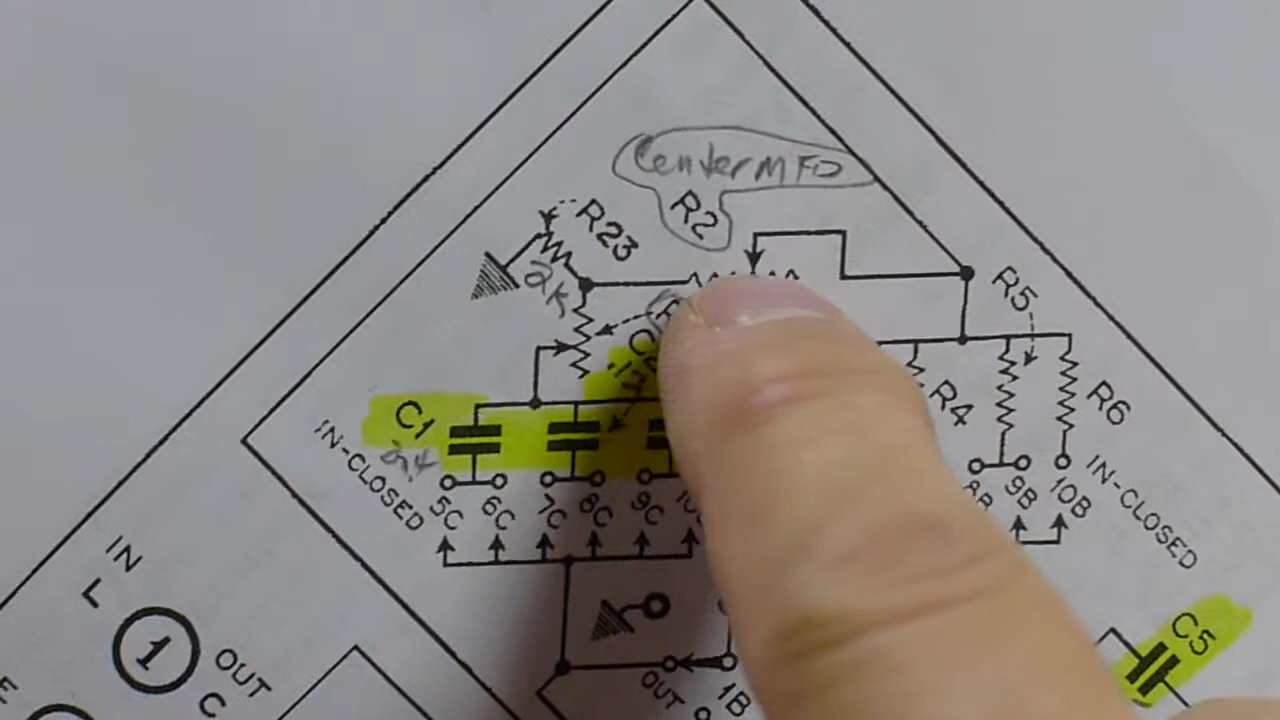 Center MFD
R2
R23
2K
R5
R4
R6
C1
IN-CLOSED
5C
6C
7C
8C
9C
8B
9B
10B
IN-CLOSED
IN
L
1
OUT
C
E
OUT
1B
C5